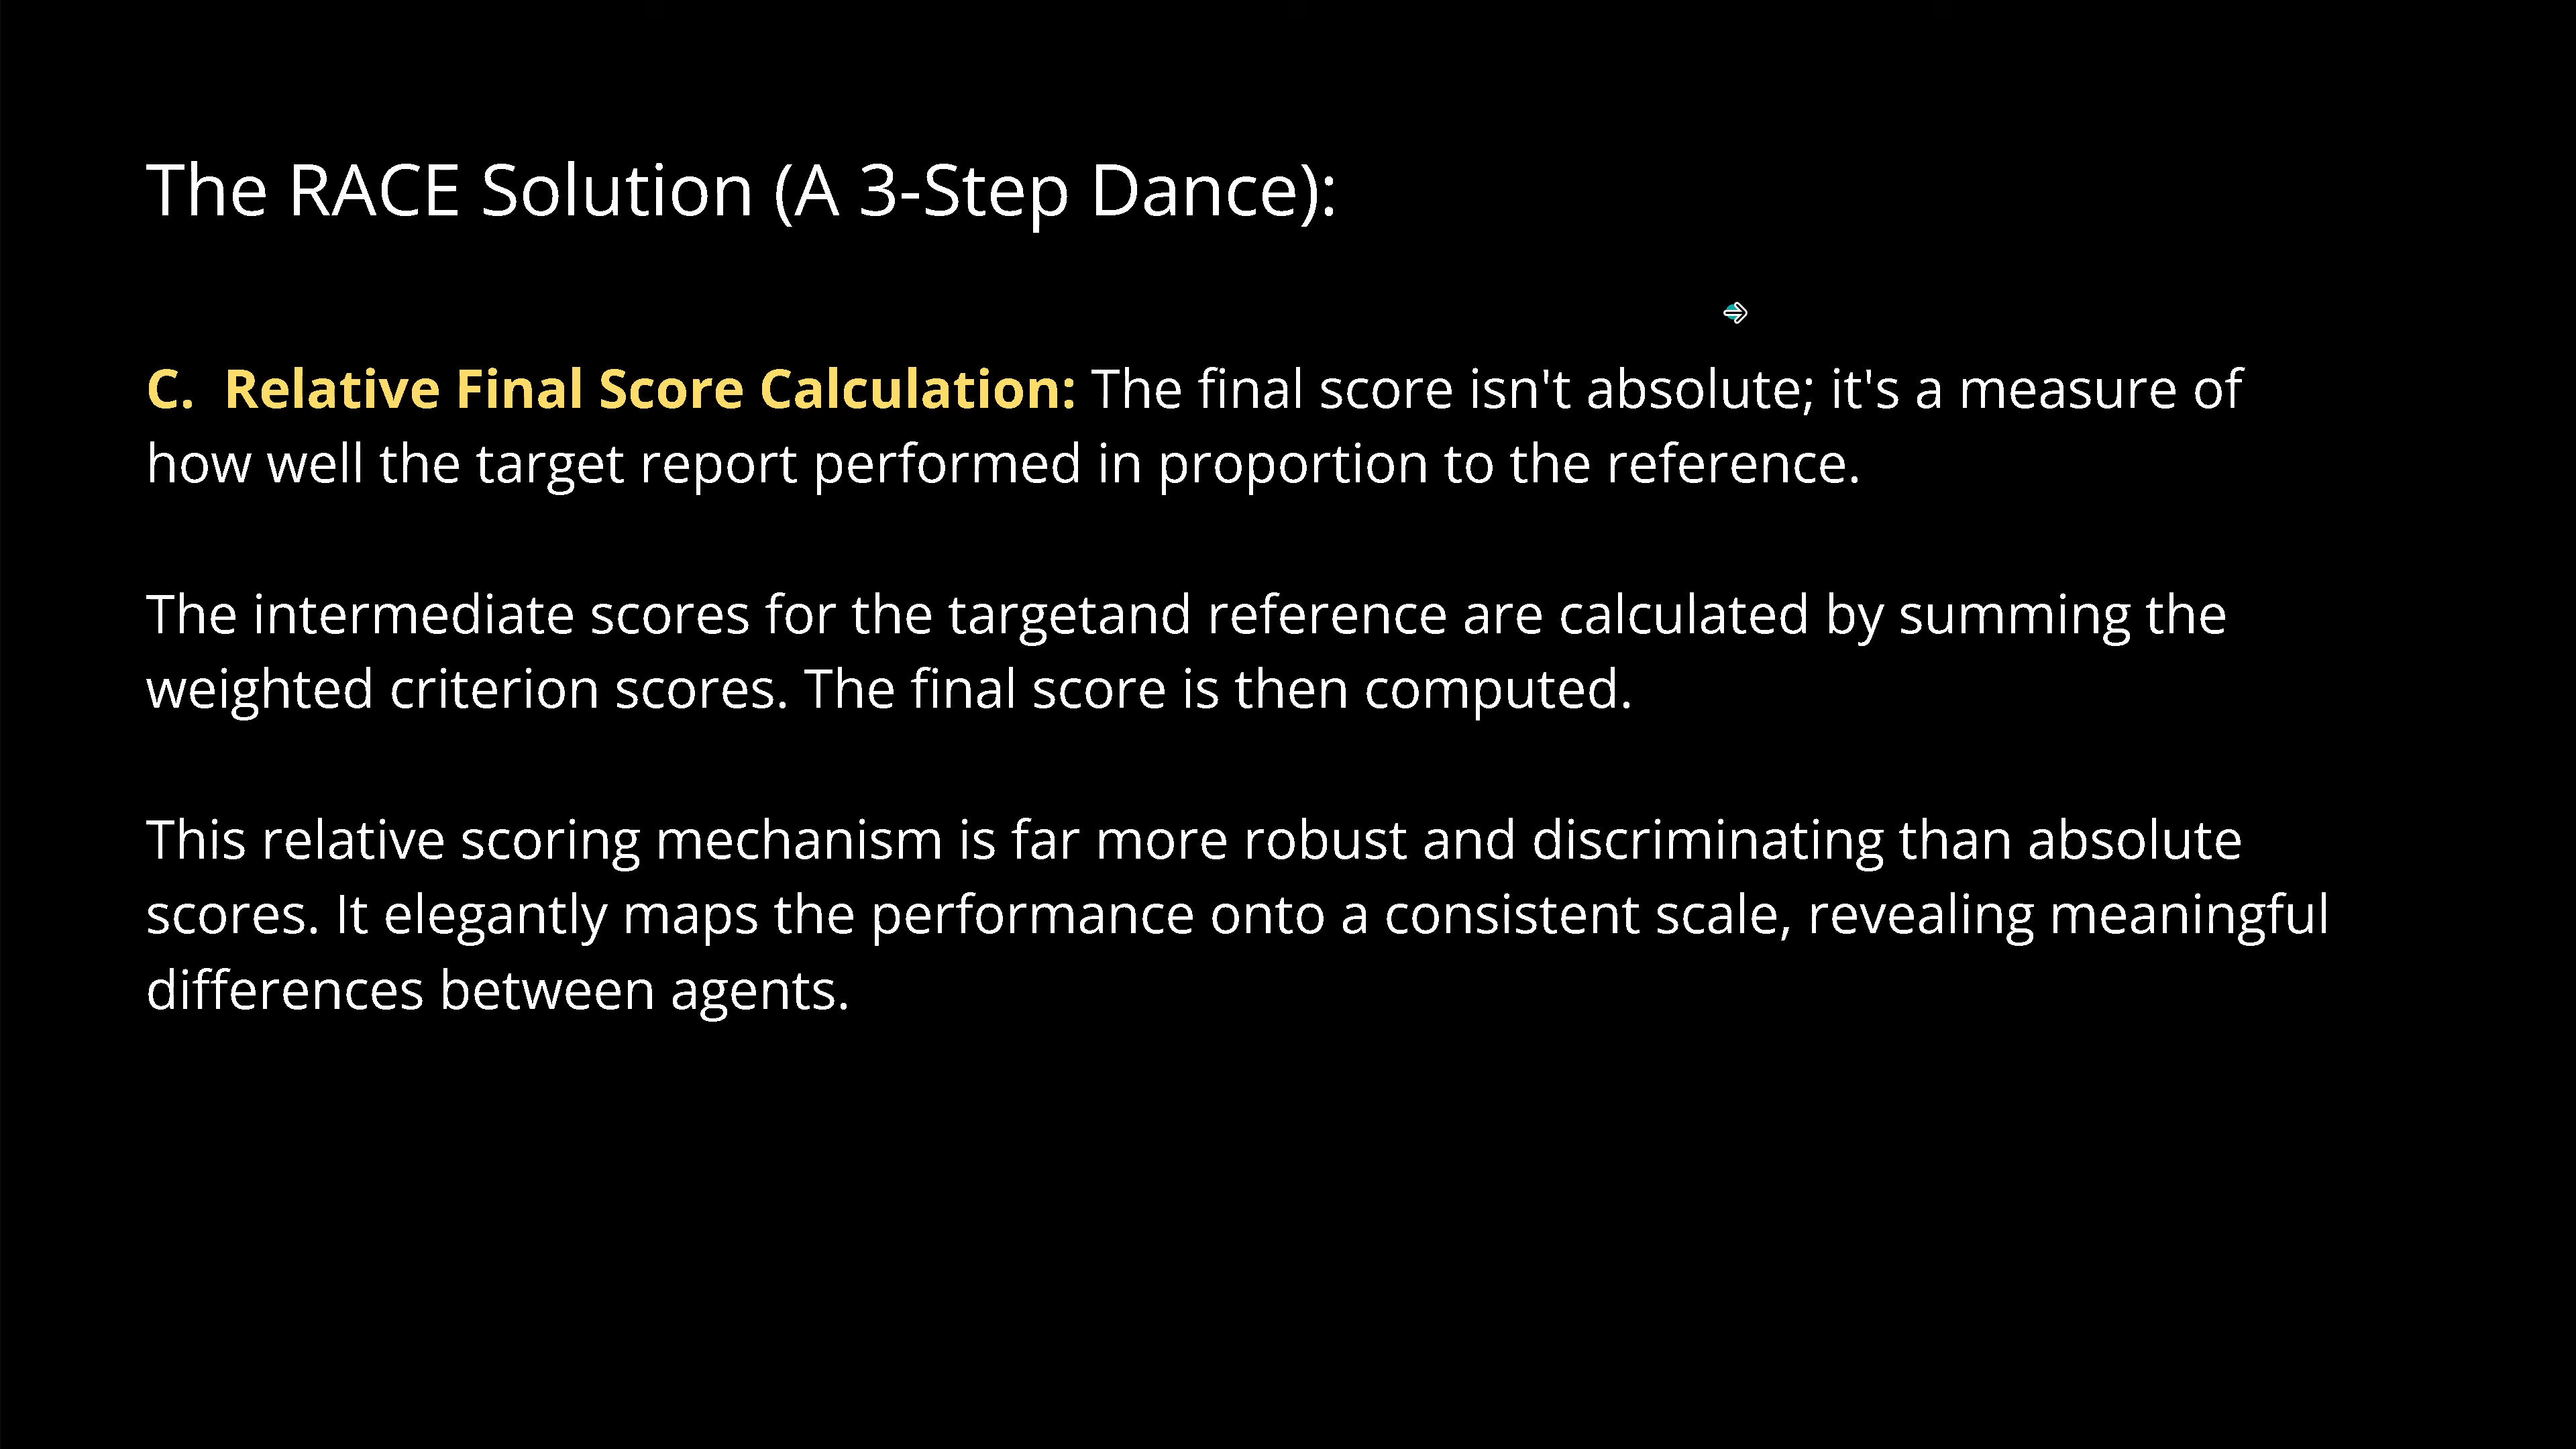 The RACE Solution (A 3-Step Dance):
C. Relative Final Score Calculation: The final score isn't absolute; it's a measure of
how well the target report performed in proportion to the reference.
The intermediate scores for the targetand reference are calculated by summing the
weighted criterion scores. The final score is then computed.
This relative scoring mechanism is far more robust and discriminating than absolute
scores. It elegantly maps the performance onto a consistent scale, revealing meaningful
differences between agents.